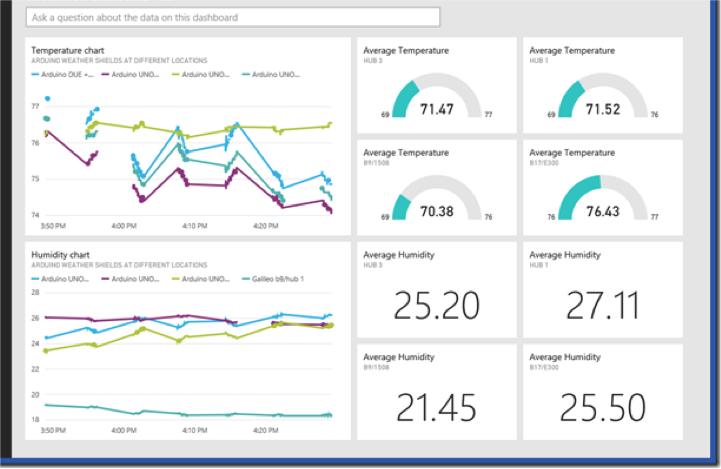 Ask a question about the data on this dashboard
Temperature chart
ARDUINO WEATHER SHIELDS AT DIFFERENT LOCATIONS
Arduino DUE +... Arduino UNO... Arduino UNO... Arduino UNO...
77
76
75
74
3:50 PM 4:00 PM 4:10 PM 4:20 PM
Average Temperature
HUB 3
71.47
69 77
Average Temperature
HUB 1
71.52
69 76
Average Temperature
B9/1508
70.38
69 76
Average Temperature
B17/E300
76.43
76 77
Humidity chart
ARDUINO WEATHER SHIELDS AT DIFFERENT LOCATIONS
Arduino UNO... Arduino UNO... Arduino UNO... Galileo b9/hub 1
28
26
24
22
20
18
3:50 PM 4:00 PM 4:10 PM 4:20 PM
Average Humidity
HUB 3
25.20
Average Humidity
HUB 1
27.11
Average Humidity
B9/1508
21.45
Average Humidity
B17/E300
25.50